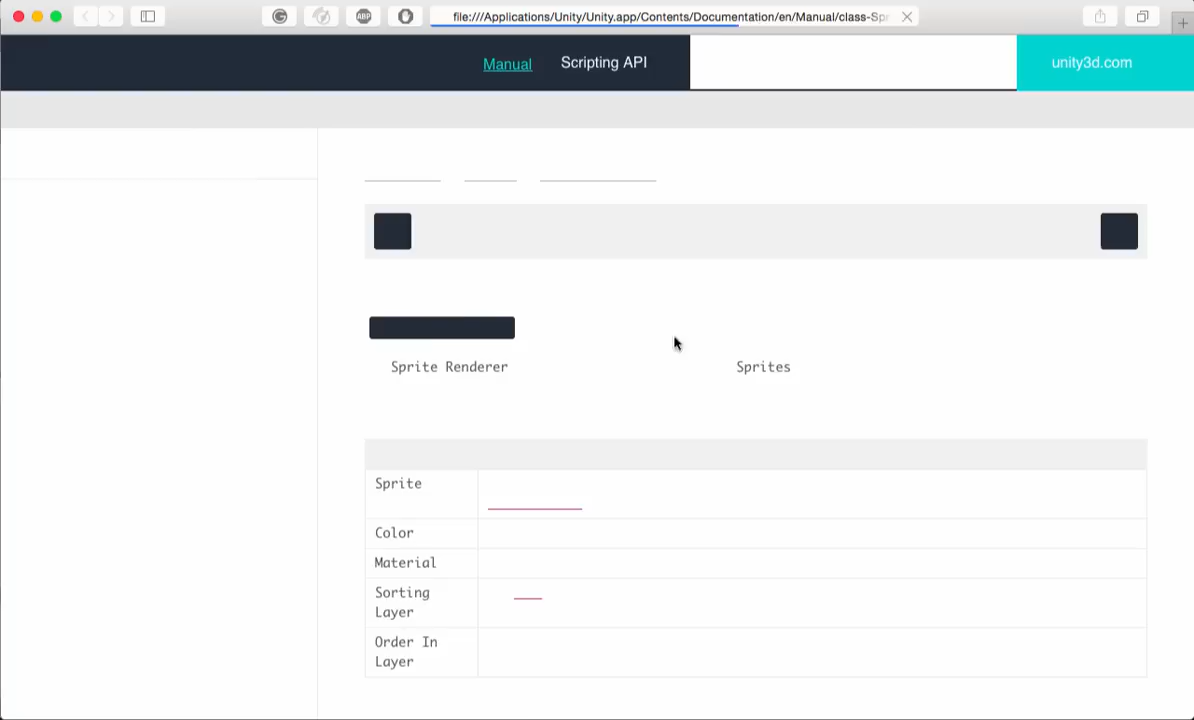 ABP
file:///Applications/Unity/Unity.app/Contents/Documentation/en/Manual/class-Spr
Manual
Scripting API
unity3d.com
Sprite Renderer
Sprites
Sprite
Color
Material
Sorting
Layer
Order In
Layer